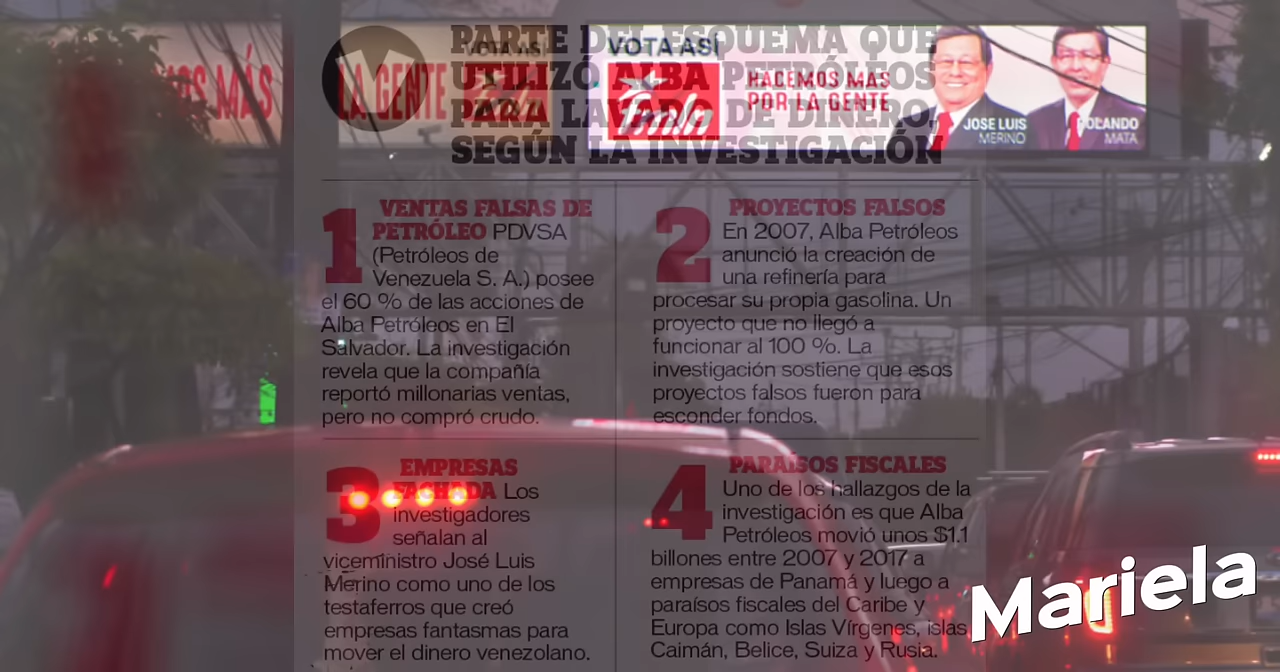 PARTE DEL ESQUEMA QUE
UTILIZÓ ALBA PETRÓLEOS
PARA LAVADO DE DINERO,
SEGÚN LA INVESTIGACIÓN
MOS MÁS
LA GENTE
VOTA ASÍ
fmln
VOTA ASÍ
fmln
HACEMOS MÁS
POR LA GENTE
JOSE LUIS
MERINO
ROLANDO
MATA
1 VENTAS FALSAS DE
PETRÓLEO PDVSA
(Petróleos de
Venezuela S. A.) posee
el 60 % de las acciones de
Alba Petróleos en El
Salvador. La investigación
revela que la compañía
reportó millonarias ventas,
pero no compró crudo.
2 PROYECTOS FALSOS
En 2007, Alba Petróleos
anunció la creación de
una refinería para
procesar su propia gasolina. Un
proyecto que no llegó a
funcionar al 100 %. La
investigación sostiene que esos
proyectos falsos fueron para
esconder fondos.
3 EMPRESAS
FACHADA Los
investigadores
señalan al
viceministro José Luis
Merino como uno de los
testaferros que creó
empresas fantasmas para
mover el dinero venezolano.
4 PARAÍSOS FISCALES
Uno de los hallazgos de la
investigación es que Alba
Petróleos movió unos $1.1
billones entre 2007 y 2017 a
empresas de Panamá y luego a
paraísos fiscales del Caribe y
Europa como Islas Vírgenes, islas
Caimán, Belice, Suiza y Rusia.
Mariela